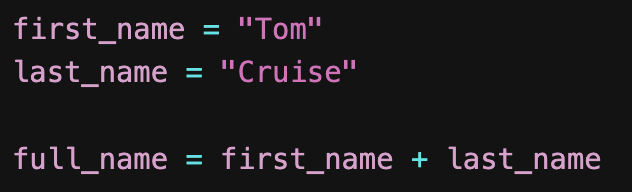 first_name = "Tom"
last_name = "Cruise"
full_name = first_name + last_name